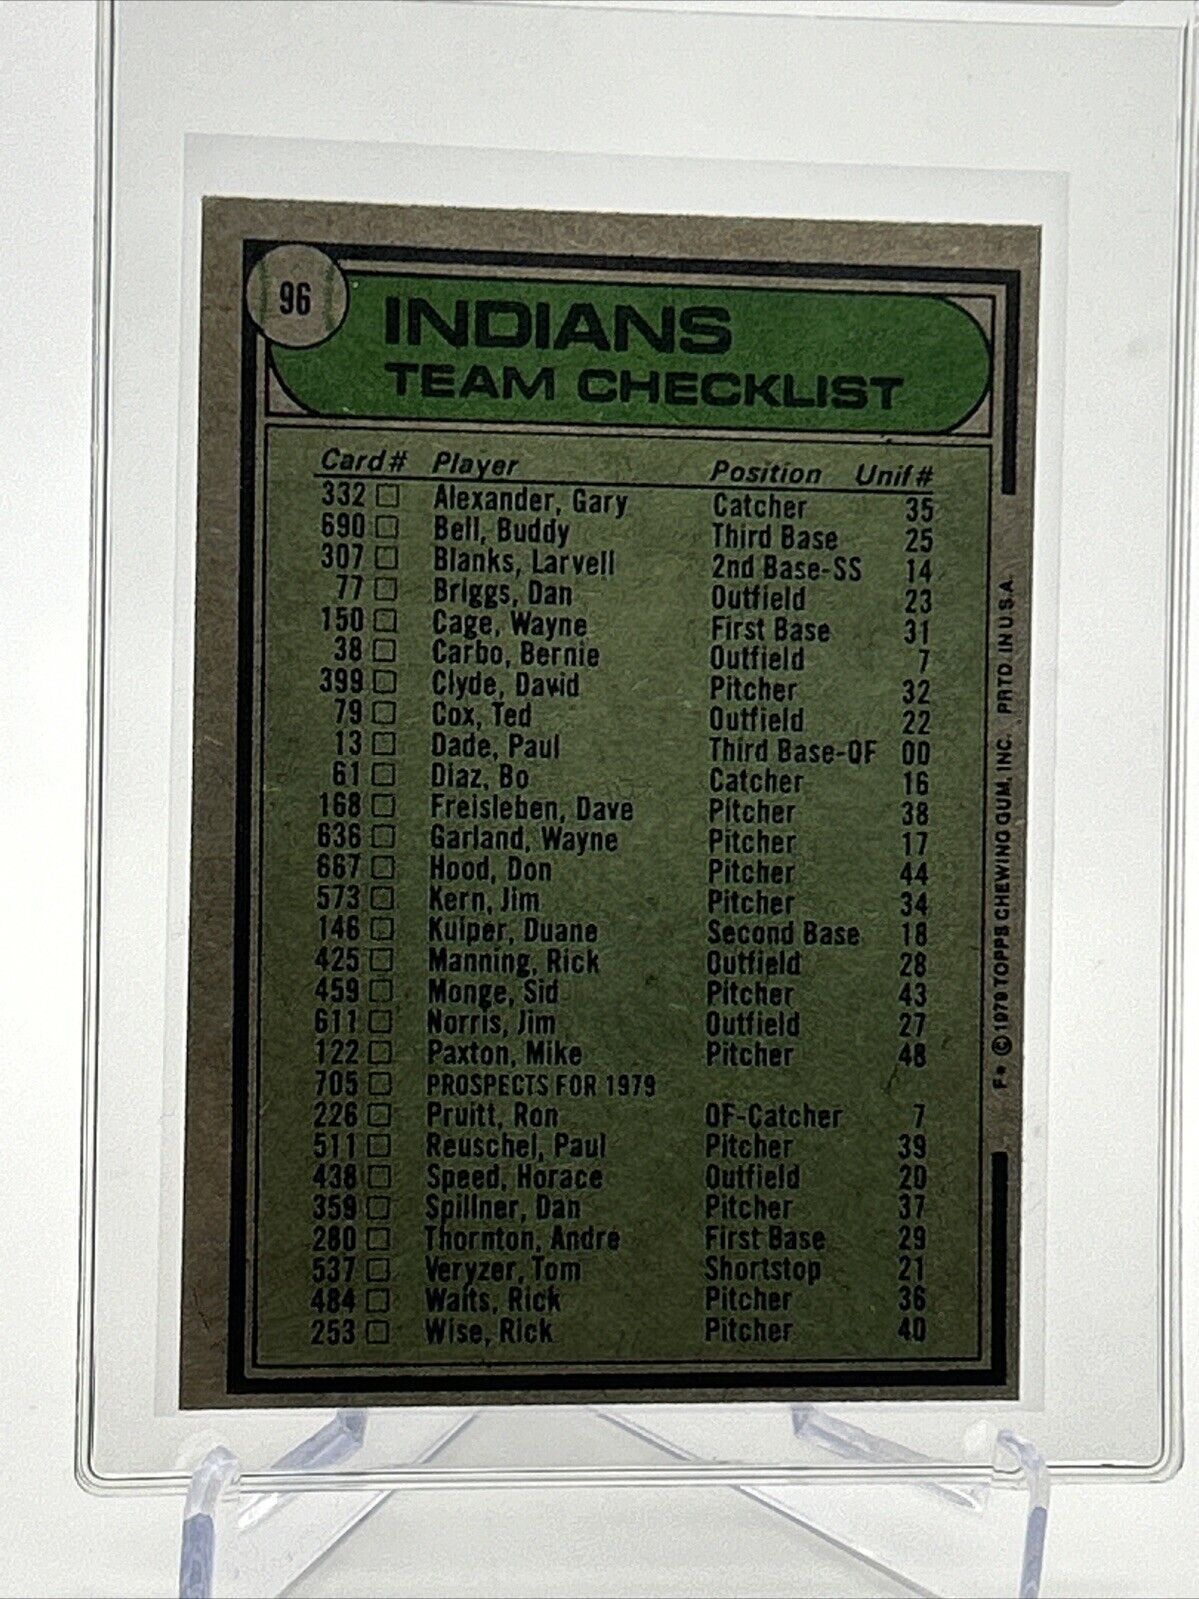 96
INDIANS
TEAM CHECKLIST
Card# Player Position Unif#
332 Alexander, Gary Catcher 35
690 Bell, Buddy Third Base 25
307 Blanks, Larvell 2nd Base-SS 14
77 Briggs, Dan Outfield 23
150 Cage, Wayne First Base 31
38 Carbo, Bernie Outfield 7
399 Clyde, David Pitcher 32
79 Cox, Ted Outfield 22
13 Dade, Paul Third Base-OF 00
61 Diaz, Bo Catcher 16
168 Freisleben, Dave Pitcher 38
636 Garland, Wayne Pitcher 17
667 Hood, Don Pitcher 44
573 Kern, Jim Pitcher 34
146 Kuiper, Duane Second Base 18
425 Manning, Rick Outfield 28
459 Monge, Sid Pitcher 43
611 Norris, Jim Outfield 27
122 Paxton, Mike Pitcher 48
705 PROSPECTS FOR 1979
226 Pruitt, Ron OF-Catcher 7
511 Reuschel, Paul Pitcher 39
438 Speed, Horace Outfield 20
359 Spillner, Dan Pitcher 37
280 Thornton, Andre First Base 29
537 Veryzer, Tom Shortstop 21
484 Waits, Rick Pitcher 36
253 Wise, Rick Pitcher 40
F* © 1979 TOPPS CHEWING GUM, INC. PRTD. IN U.S.A.